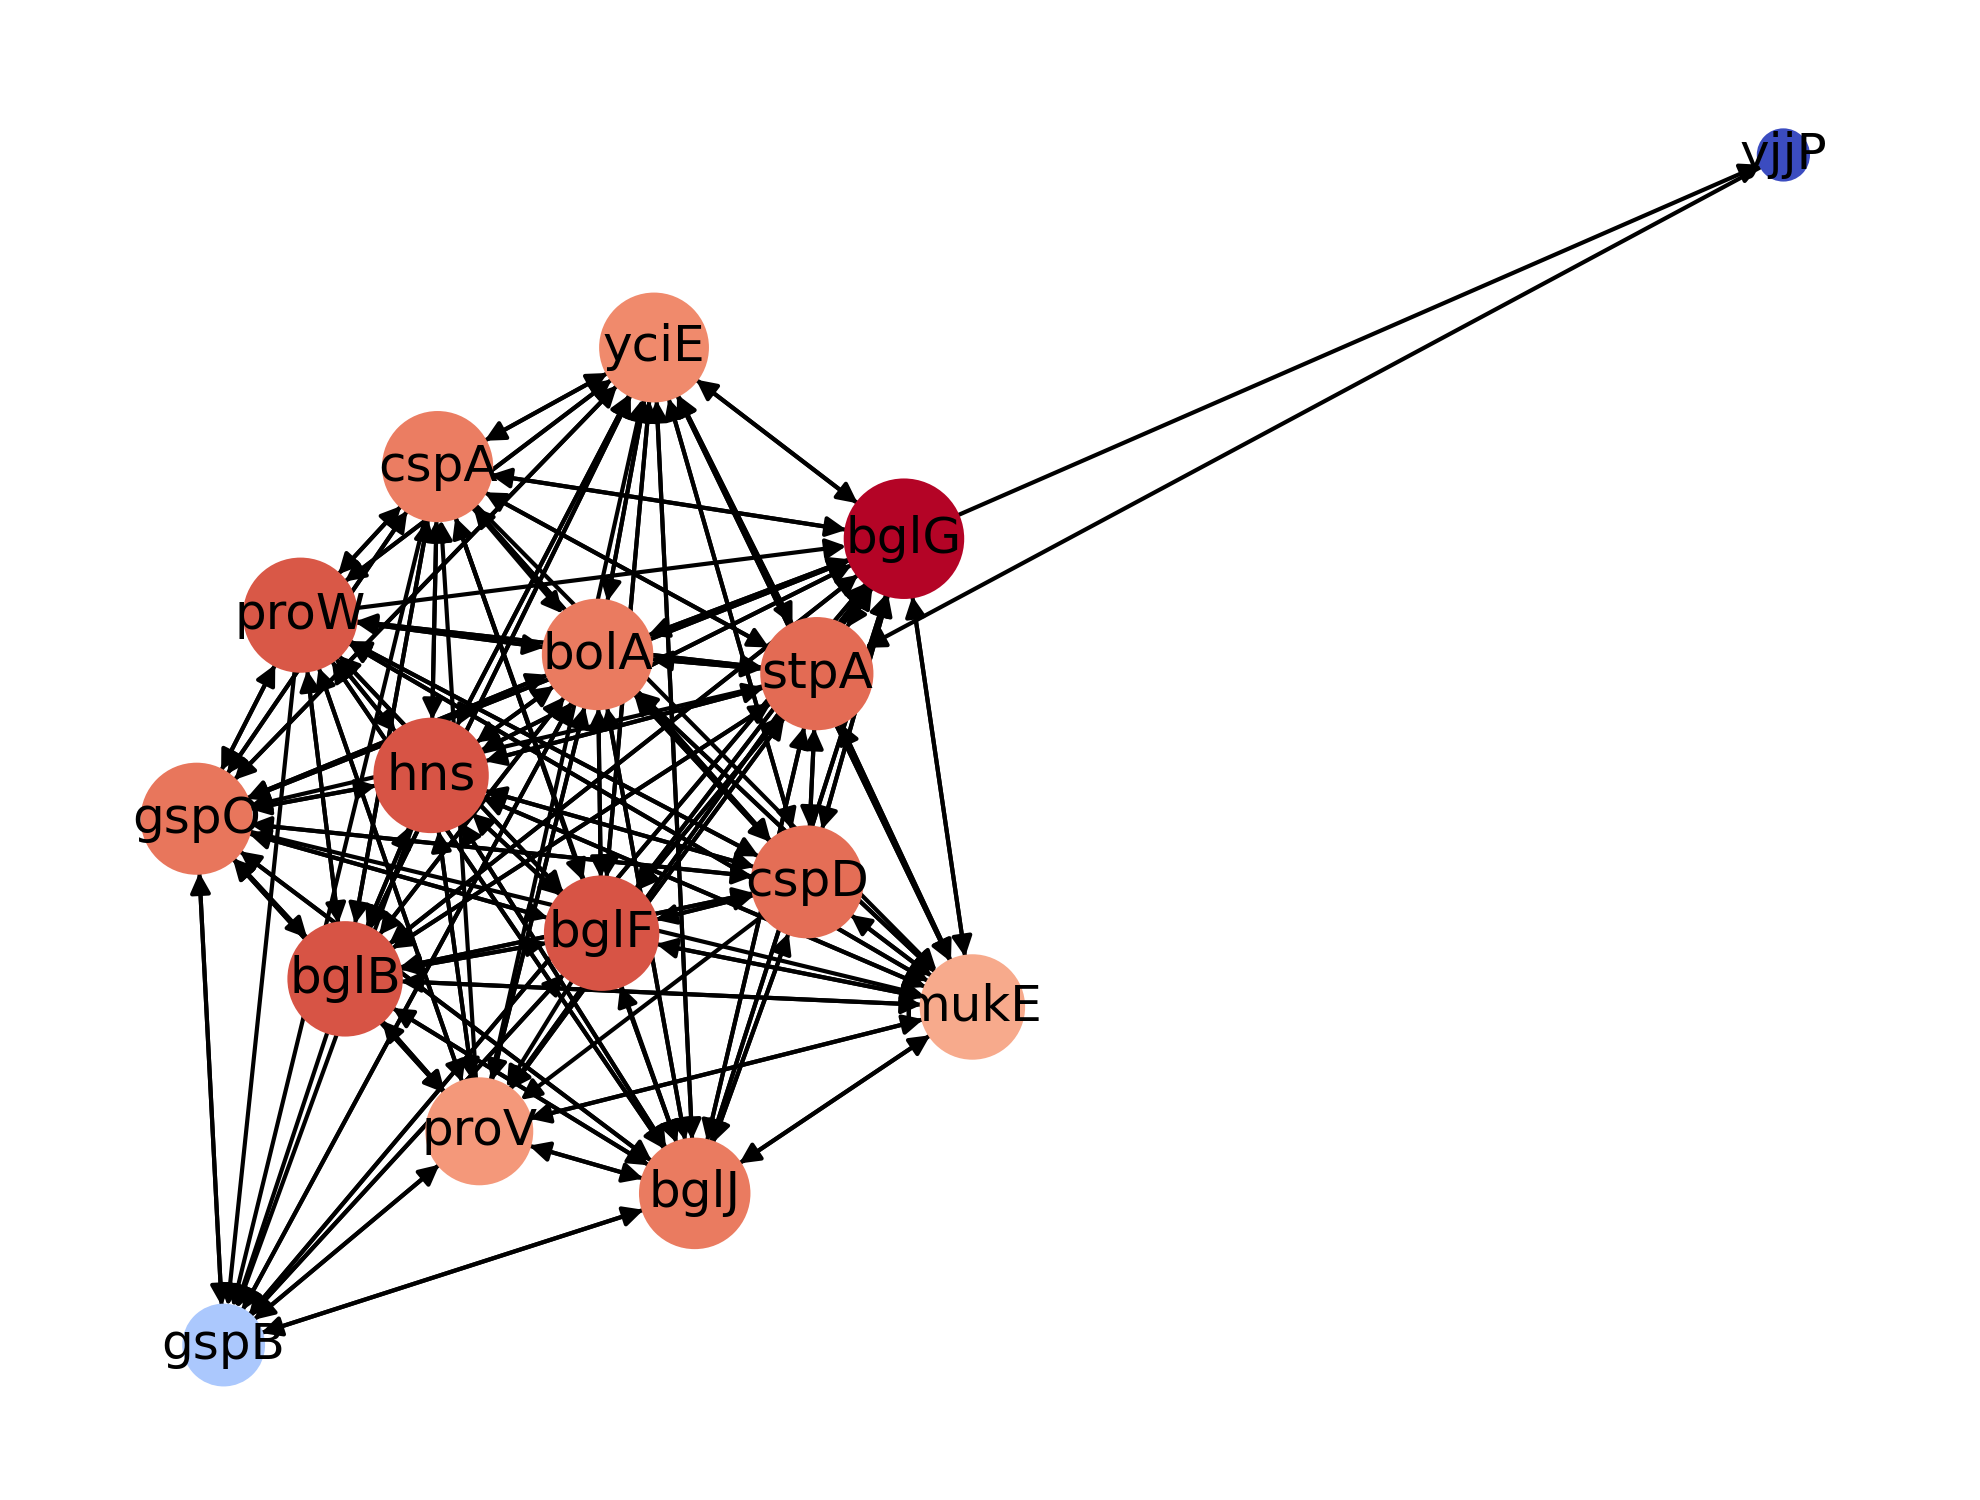 yjjP
yciE
cspA
bglG
proW
bolA
stpA
hns
gspO
cspD
bglF
bglB
mukE
proV
bglJ
gspB